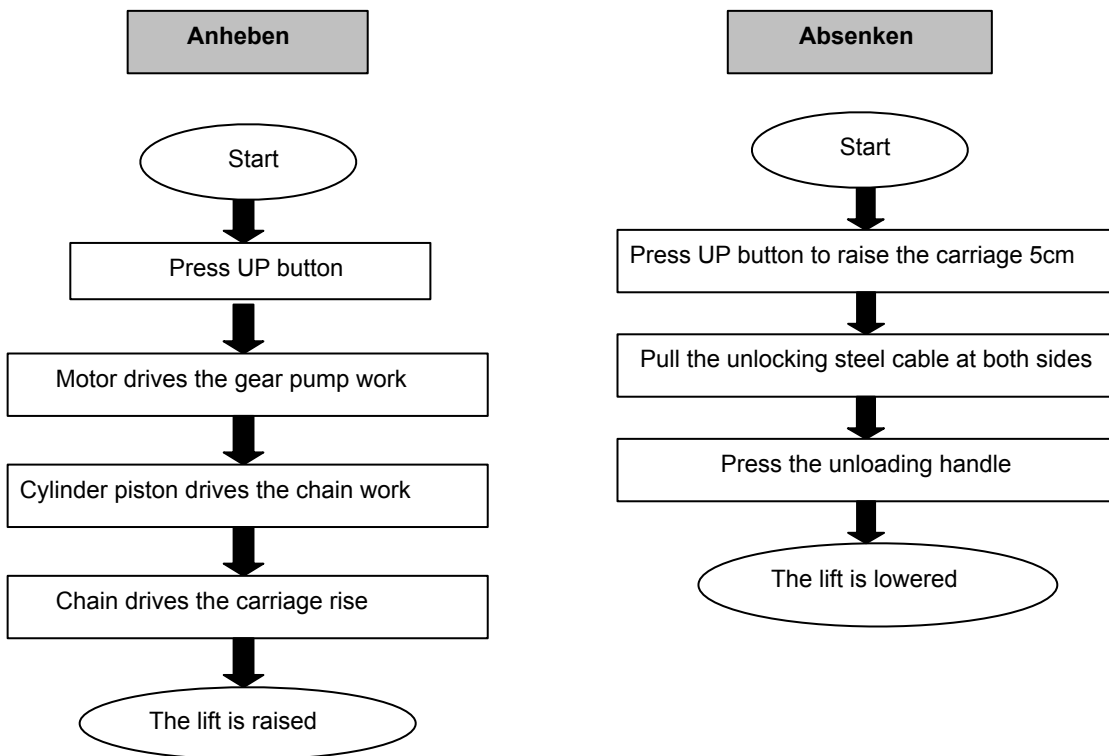 Anheben
Start
Press UP button
Motor drives the gear pump work
Cylinder piston drives the chain work
Chain drives the carriage rise
The lift is raised
Absenken
Start
Press UP button to raise the carriage 5cm
Pull the unlocking steel cable at both sides
Press the unloading handle
The lift is lowered